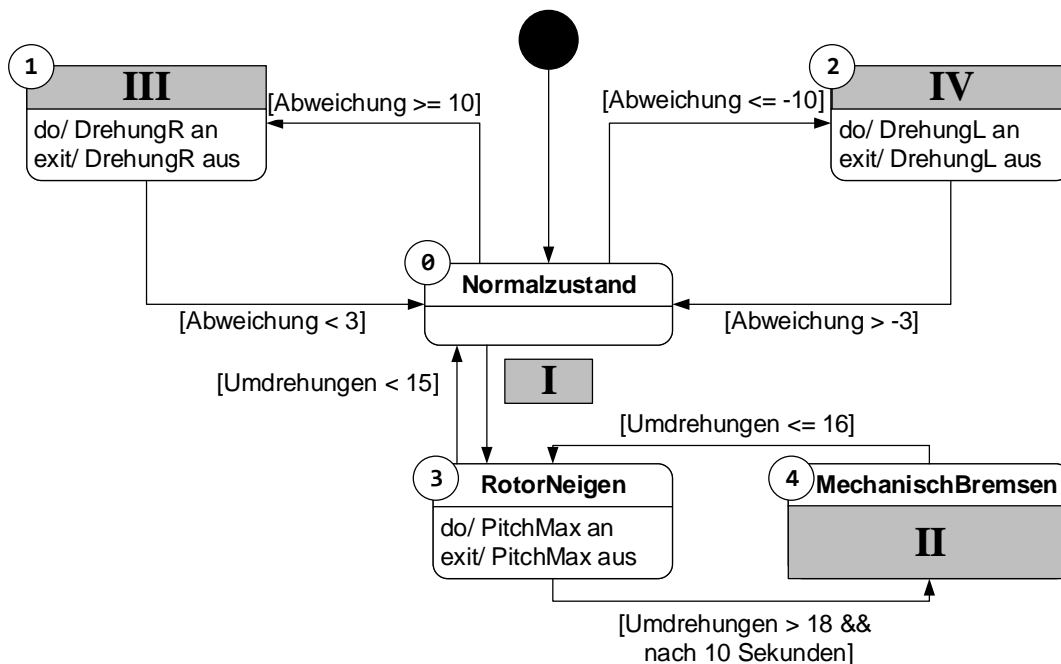 1
III
do/ DrehungR an
exit/ DrehungR aus
[Abweichung >= 10]
[Abweichung <= -10]
2
IV
do/ DrehungL an
exit/ DrehungL aus
0
Normalzustand
[Abweichung < 3]
[Abweichung > -3]
[Umdrehungen < 15]
I
[Umdrehungen <= 16]
3
RotorNeigen
do/ PitchMax an
exit/ PitchMax aus
4
MechanischBremsen
II
[Umdrehungen > 18 &&
nach 10 Sekunden]